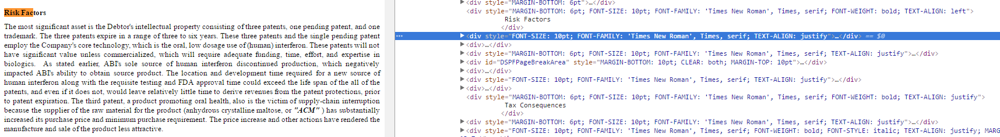 Risk Factors
The most significant asset is the Debtor's intellectual property consisting of three patents, one pending patent, and one
trademark. The three patents expire in a range of three to six years. These three patents and the single pending patent
employ the Company's core technology, which is the oral, low dosage use of (human) interferon. These patents will not
have significant value unless commercialized, which will require adequate funding, time, effort, and expertise in
biologics. As stated earlier, ABI's sole source of human interferon discontinued production, which negatively
impacted ABI's ability to obtain source product. The location and development time required for a new source of
human interferon along with the requisite testing and FDA approval time could exceed the life span of the all of the
patents, and even if it does not, would leave relatively little time to derive revenues from the patent protections, prior
to patent expiration. The third patent, a product promoting oral health, also is the victim of supply-chain interruption
because the supplier of the raw material for the product (anhydrous crystalline maltose, or "ACM" ) has substantially
increased its purchase price and minimum purchase requirement. The price increase and other actions have rendered the
manufacture and sale of the product less attractive.
<div style="MARGIN-BOTTOM: 6pt">…</div>
<div style="MARGIN-BOTTOM: 6pt; FONT-SIZE: 10pt; FONT-FAMILY: 'Times New Roman', Times, serif; FONT-WEIGHT: bold; TEXT-ALIGN: left">
Risk Factors
</div>
<div style="FONT-SIZE: 10pt; FONT-FAMILY: 'Times New Roman', Times, serif; TEXT-ALIGN: justify">…</div> == $0
<div>…</div>
<div style="MARGIN-BOTTOM: 6pt; FONT-SIZE: 10pt; FONT-FAMILY: 'Times New Roman', Times, serif; TEXT-ALIGN: justify">…</div>
<div id="DSPFPageBreakArea" style="MARGIN-BOTTOM: 10pt; CLEAR: both; MARGIN-TOP: 10pt">…</div>
<div>…</div>
<div style="FONT-SIZE: 10pt; FONT-FAMILY: 'Times New Roman', Times, serif; TEXT-ALIGN: justify">…</div>
<div>…</div>
<div style="MARGIN-BOTTOM: 6pt; FONT-SIZE: 10pt; FONT-FAMILY: 'Times New Roman', Times, serif; FONT-WEIGHT: bold; TEXT-ALIGN: justify">
Tax Consequences
</div>
<div style="MARGIN-BOTTOM: 6pt; FONT-SIZE: 10pt; FONT-FAMILY: 'Times New Roman', Times, serif; TEXT-ALIGN: justify">…</div>
<div style="FONT-SIZE: 10pt; FONT-FAMILY: 'Times New Roman', Times, serif; FONT-WEIGHT: bold; FONT-STYLE: italic; TEXT-ALIGN: justify; MARG